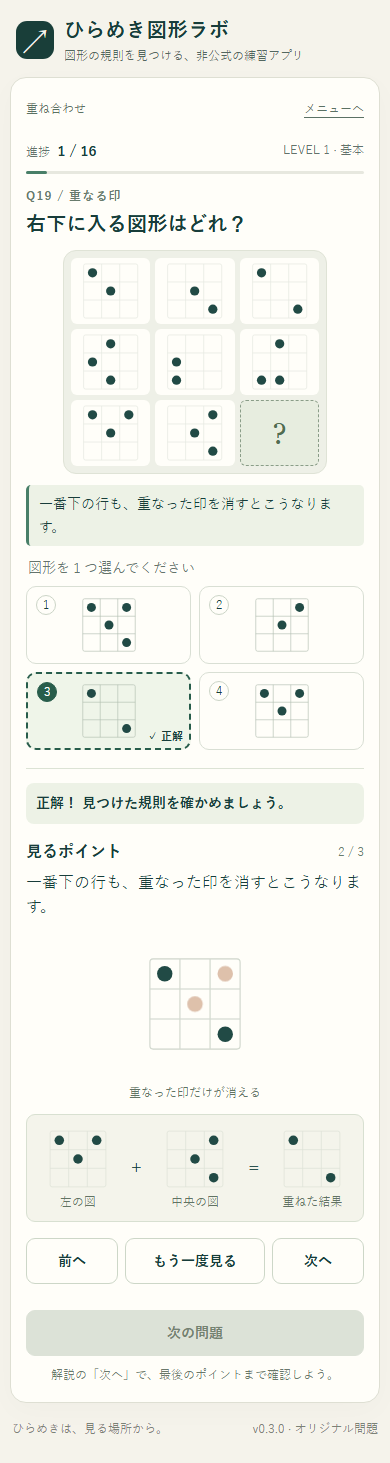 ひらめき図形ラボ
図形の規則を見つける、非公式の練習アプリ
重ね合わせ
メニューへ
進捗 1 / 16
LEVEL 1 · 基本
Q19 / 重なる印
右下に入る図形はどれ？
?
一番下の行も、重なった印を消すとこうなりま
す。
図形を1つ選んでください
1
2
3
✓ 正解
4
正解！ 見つけた規則を確かめましょう。
見るポイント
2 / 3
一番下の行も、重なった印を消すとこうなりま
す。
重なった印だけが消える
+
=
左の図
中央の図
重ねた結果
前へ
もう一度見る
次へ
次の問題
解説の「次へ」で、最後のポイントまで確認しよう。
ひらめきは、見る場所から。
v0.3.0 · オリジナル問題